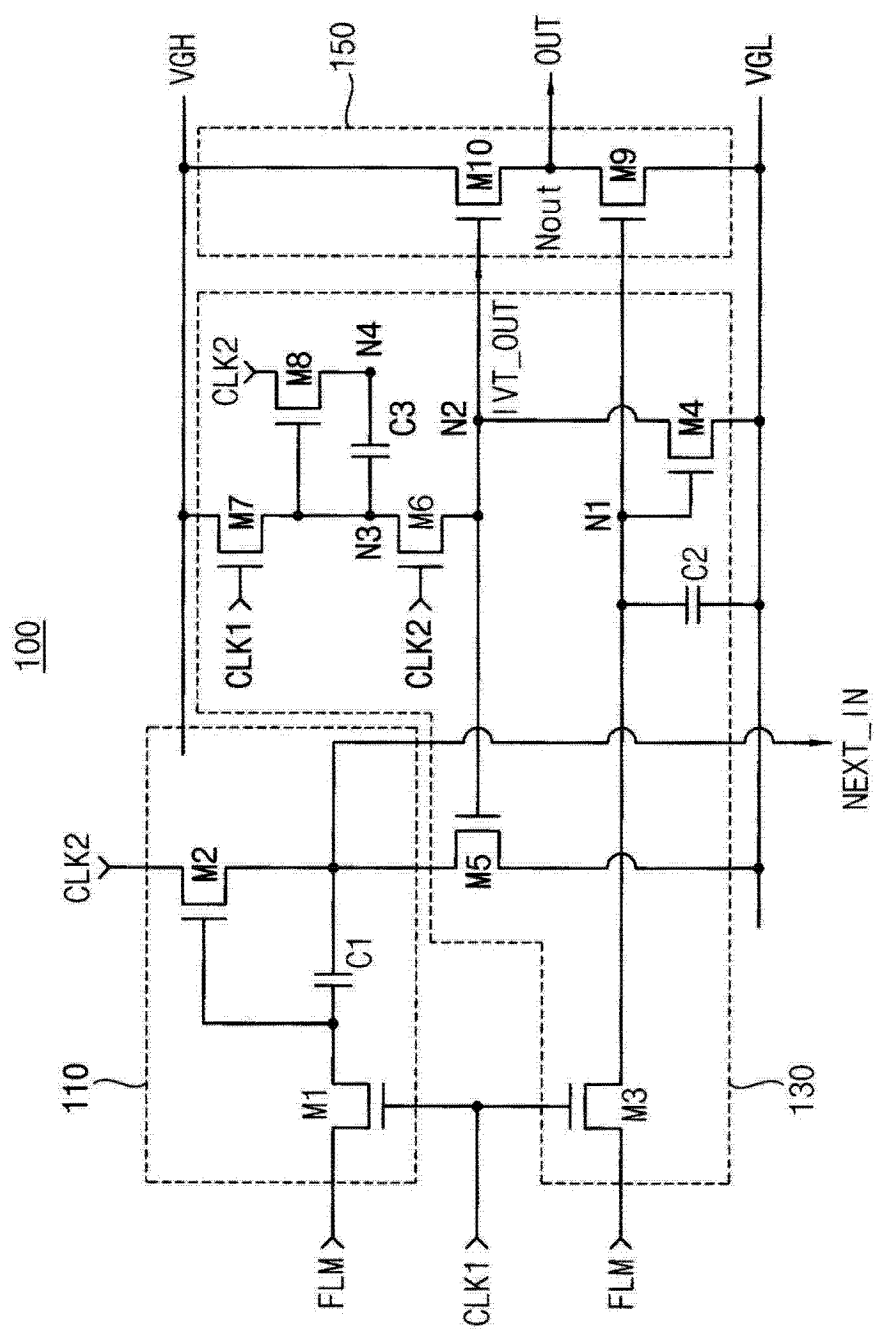 100
110
CLK2
M2
VGH
150
CLK1
M7
CLK2
M8
N4
C3
N3
M6
CLK2
M10
OUT
Nout
M9
FLM
M1
C1
M5
N2
IVT_OUT
CLK1
N1
M4
C2
FLM
M3
VGL
130
NEXT_IN